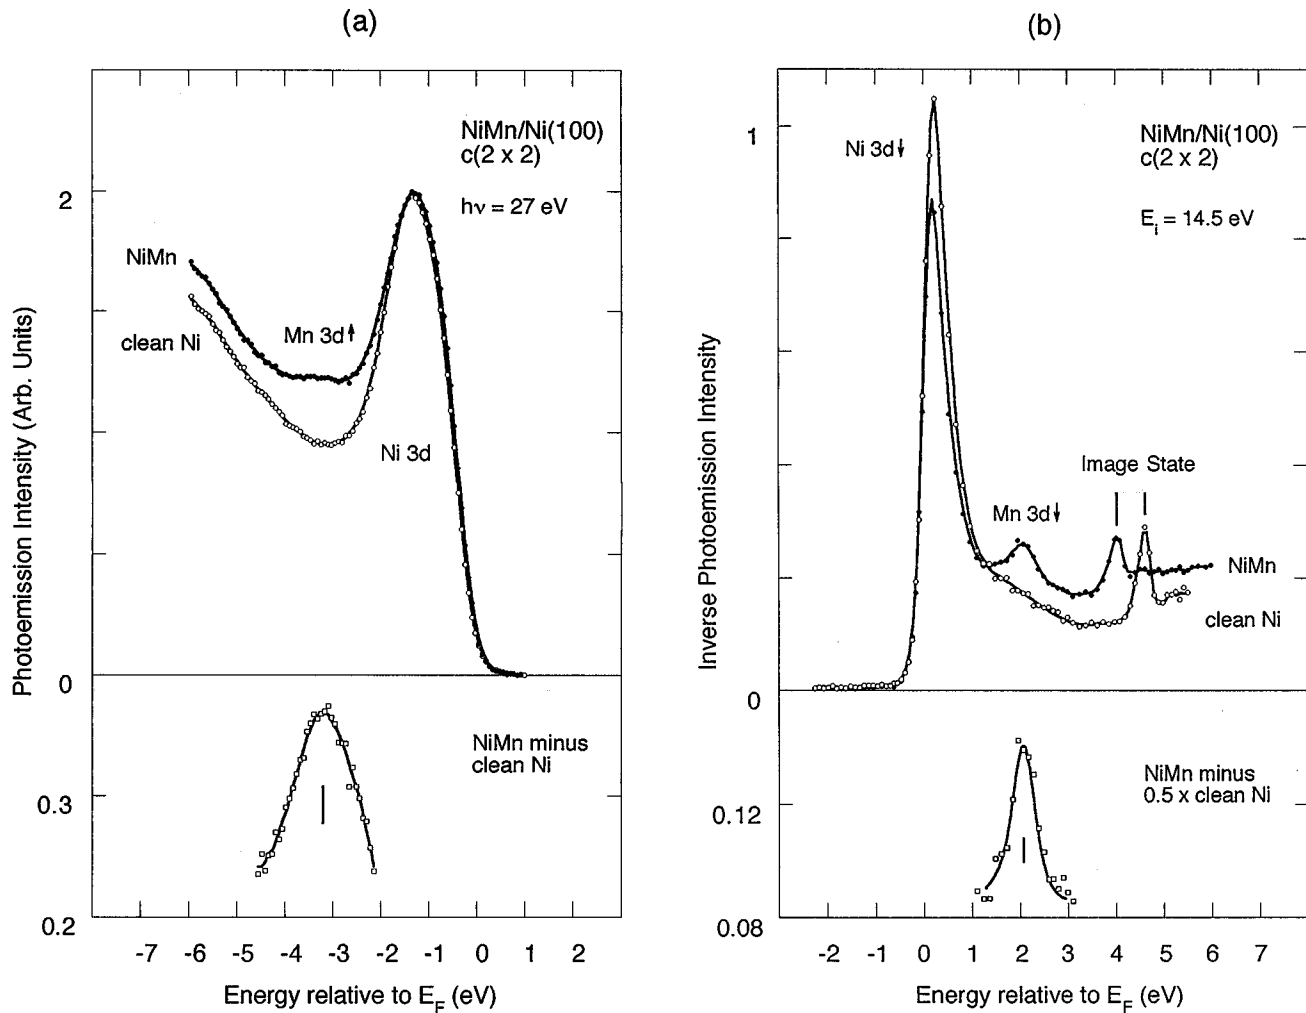 (a)
NiMn/Ni(100)
c(2 x 2)
hν = 27 eV
2
NiMn
clean Ni
Mn 3d↑
Ni 3d
0
NiMn minus
clean Ni
0.3
0.2
-7 -6 -5 -4 -3 -2 -1 0 1 2
Energy relative to E_F (eV)
Photoemission Intensity (Arb. Units)
(b)
1
NiMn/Ni(100)
c(2 x 2)
Ni 3d↓
E_i = 14.5 eV
Image State
Mn 3d↓
NiMn
clean Ni
0
NiMn minus
0.5 x clean Ni
0.12
0.08
-2 -1 0 1 2 3 4 5 6 7
Energy relative to E_F (eV)
Inverse Photoemission Intensity